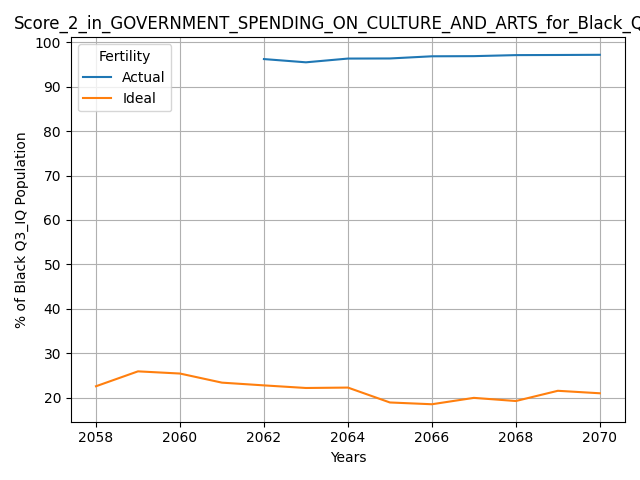 Score_2_in_GOVERNMENT_SPENDING_ON_CULTURE_AND_ARTS_for_Black_Q
Fertility
Actual
Ideal
100
90
80
70
60
50
40
30
20
% of Black Q3_IQ Population
2058 2060 2062 2064 2066 2068 2070
Years